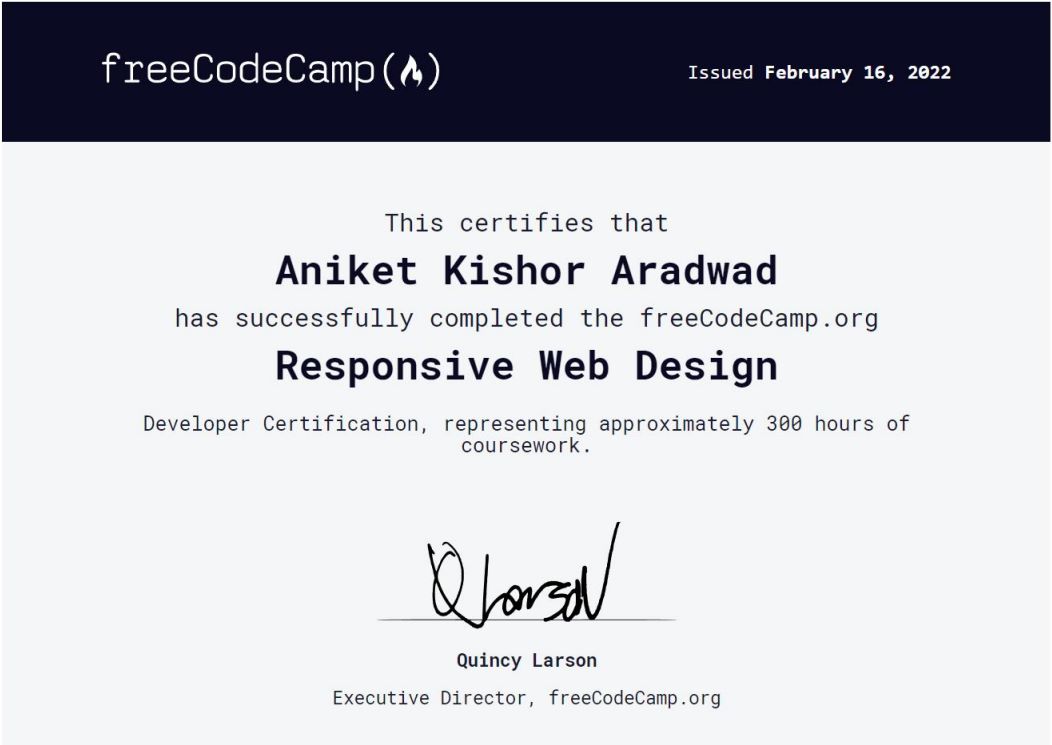 freeCodeCamp
Issued February 16, 2022
This certifies that
Aniket Kishor Aradwad
has successfully completed the freeCodeCamp.org
Responsive Web Design
Developer Certification, representing approximately 300 hours of
coursework.
Q Larson
Quincy Larson
Executive Director, freeCodeCamp.org